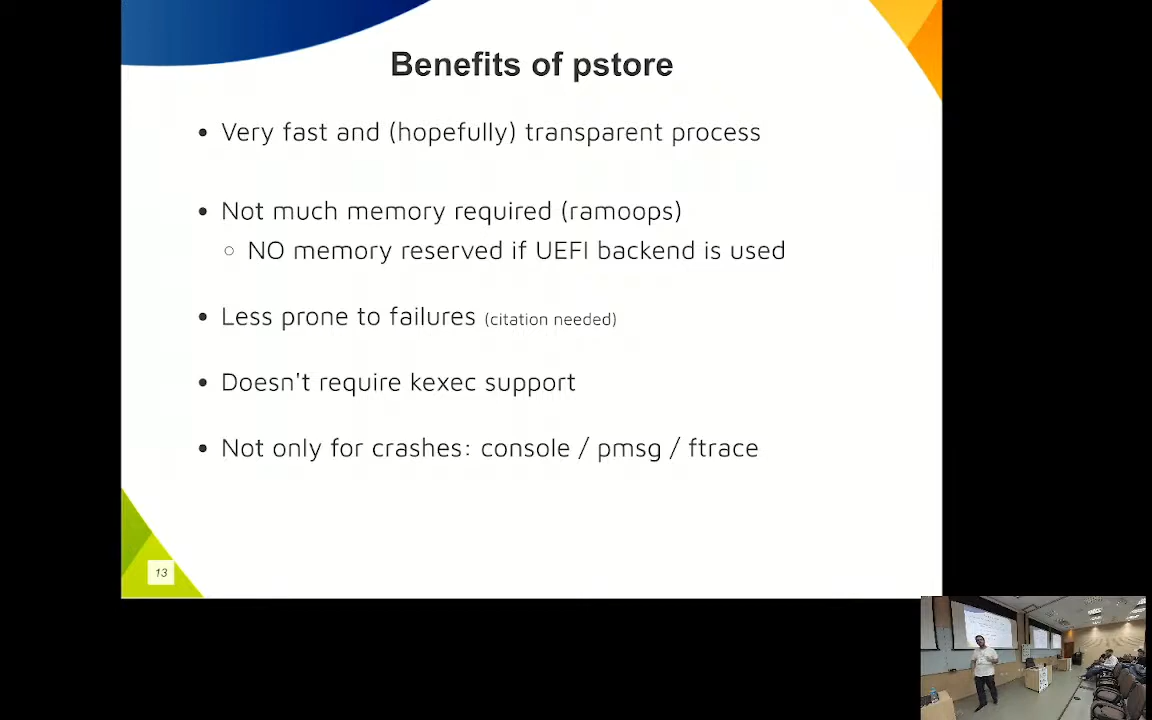 Benefits of pstore
• Very fast and (hopefully) transparent process
• Not much memory required (ramoops)
○ NO memory reserved if UEFI backend is used
• Less prone to failures (citation needed)
• Doesn't require kexec support
• Not only for crashes: console / pmsg / ftrace
13